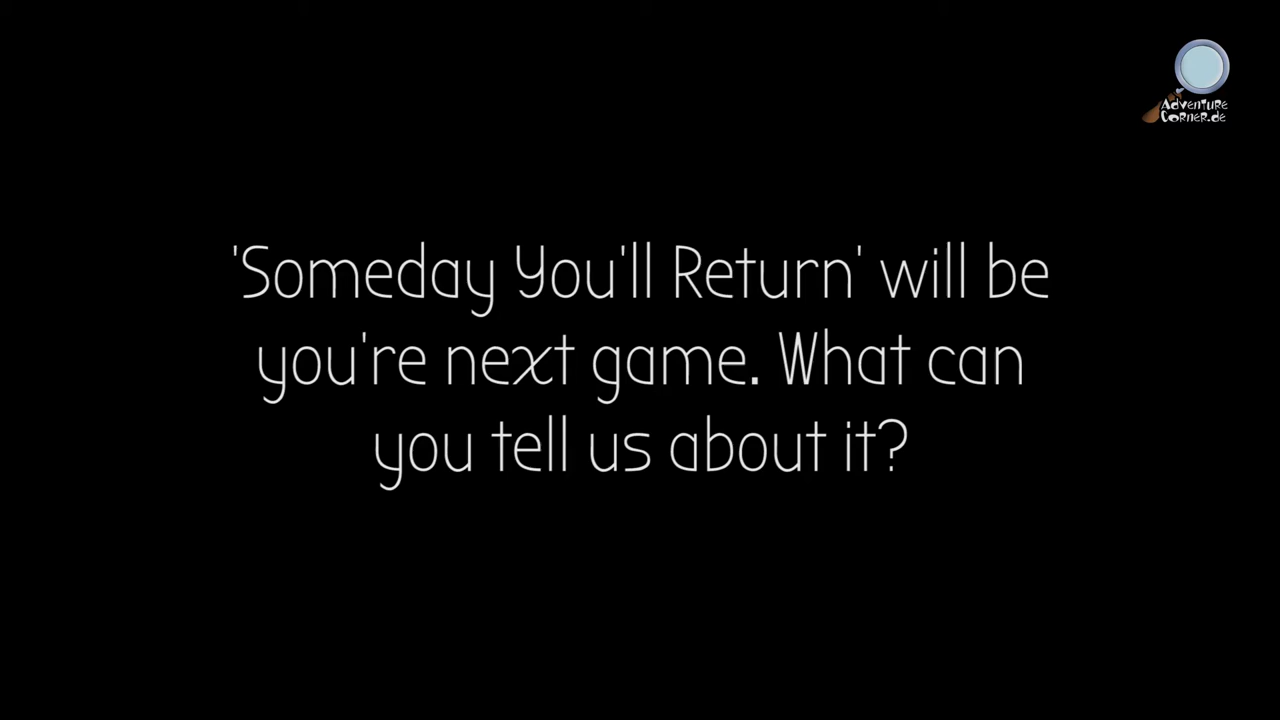 Adventure
Corner.de
'Someday You'll Return' will be
you're next game. What can
you tell us about it?